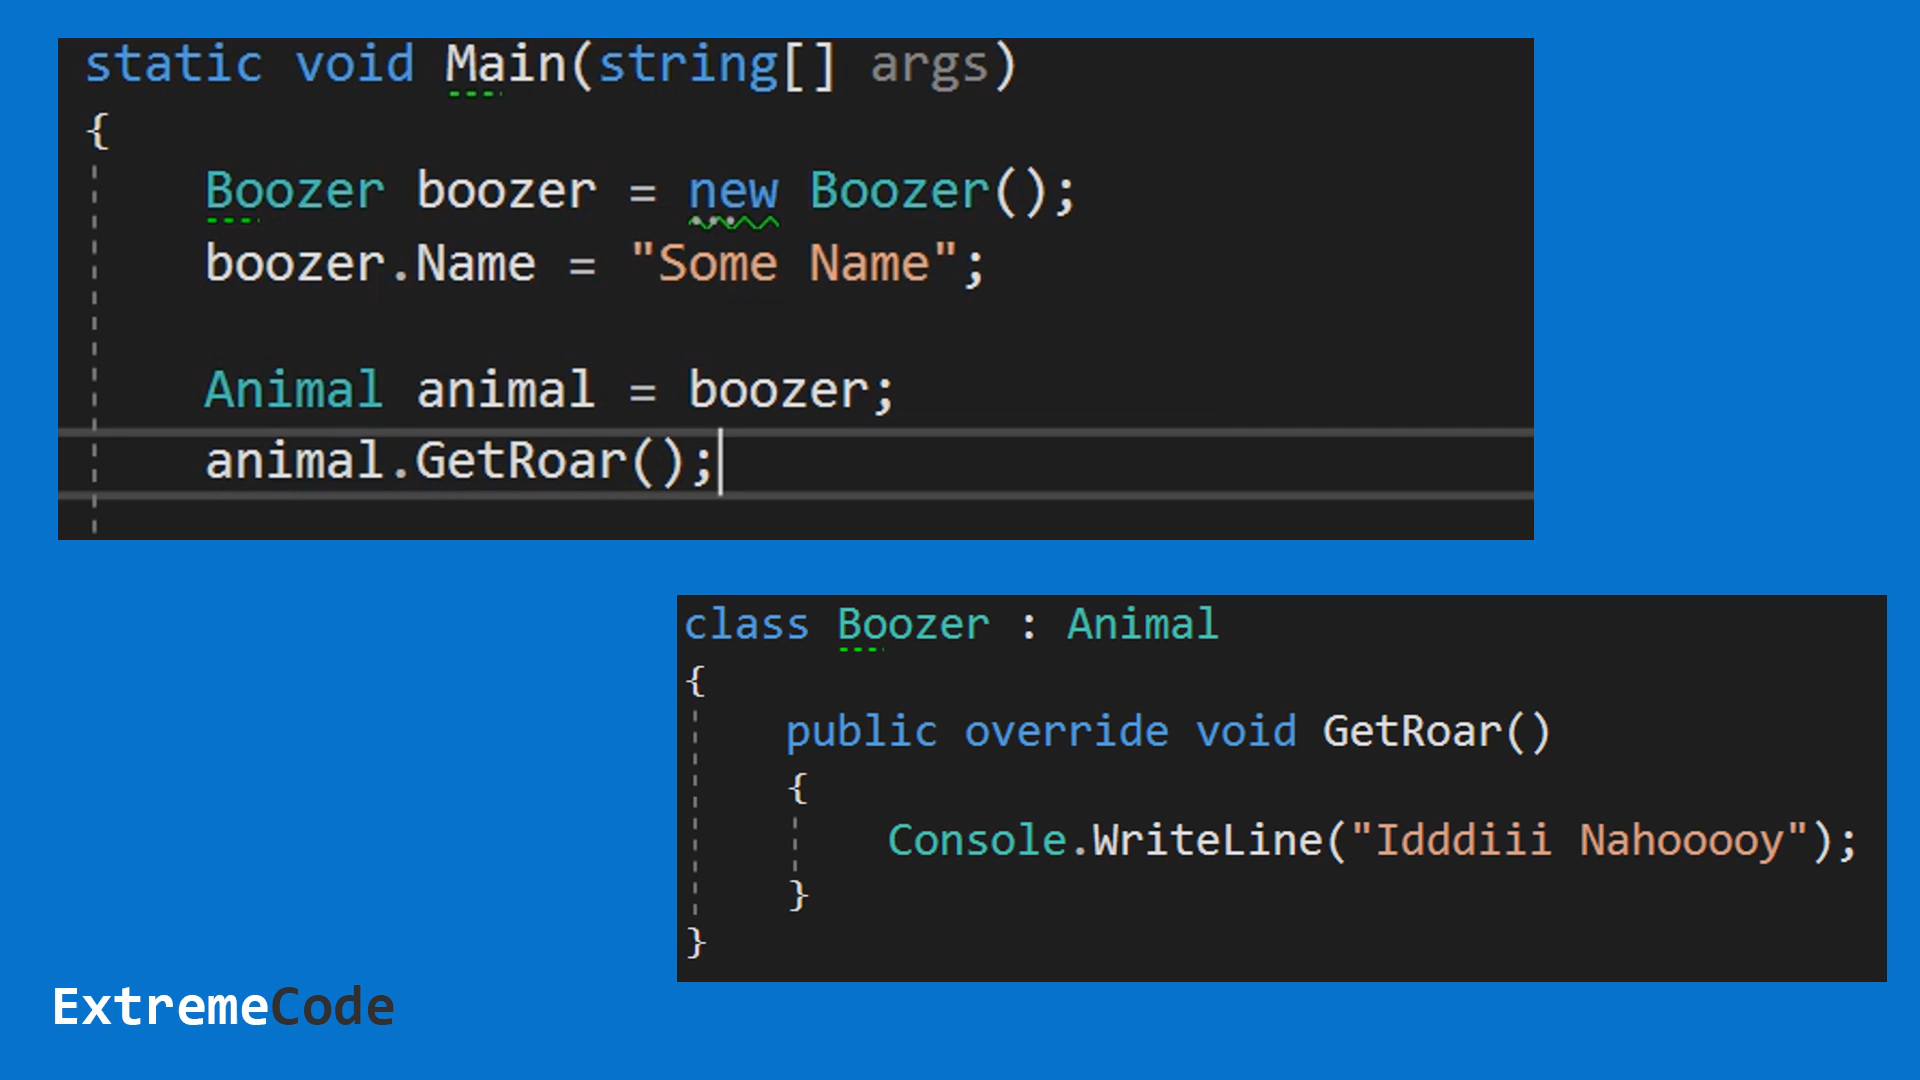 static void Main(string[] args)
{
Boozer boozer = new Boozer();
boozer.Name = "Some Name";
Animal animal = boozer;
animal.GetRoar();
class Boozer : Animal
{
public override void GetRoar()
{
Console.WriteLine("Idddiii Nahooooy");
}
}
ExtremeCode